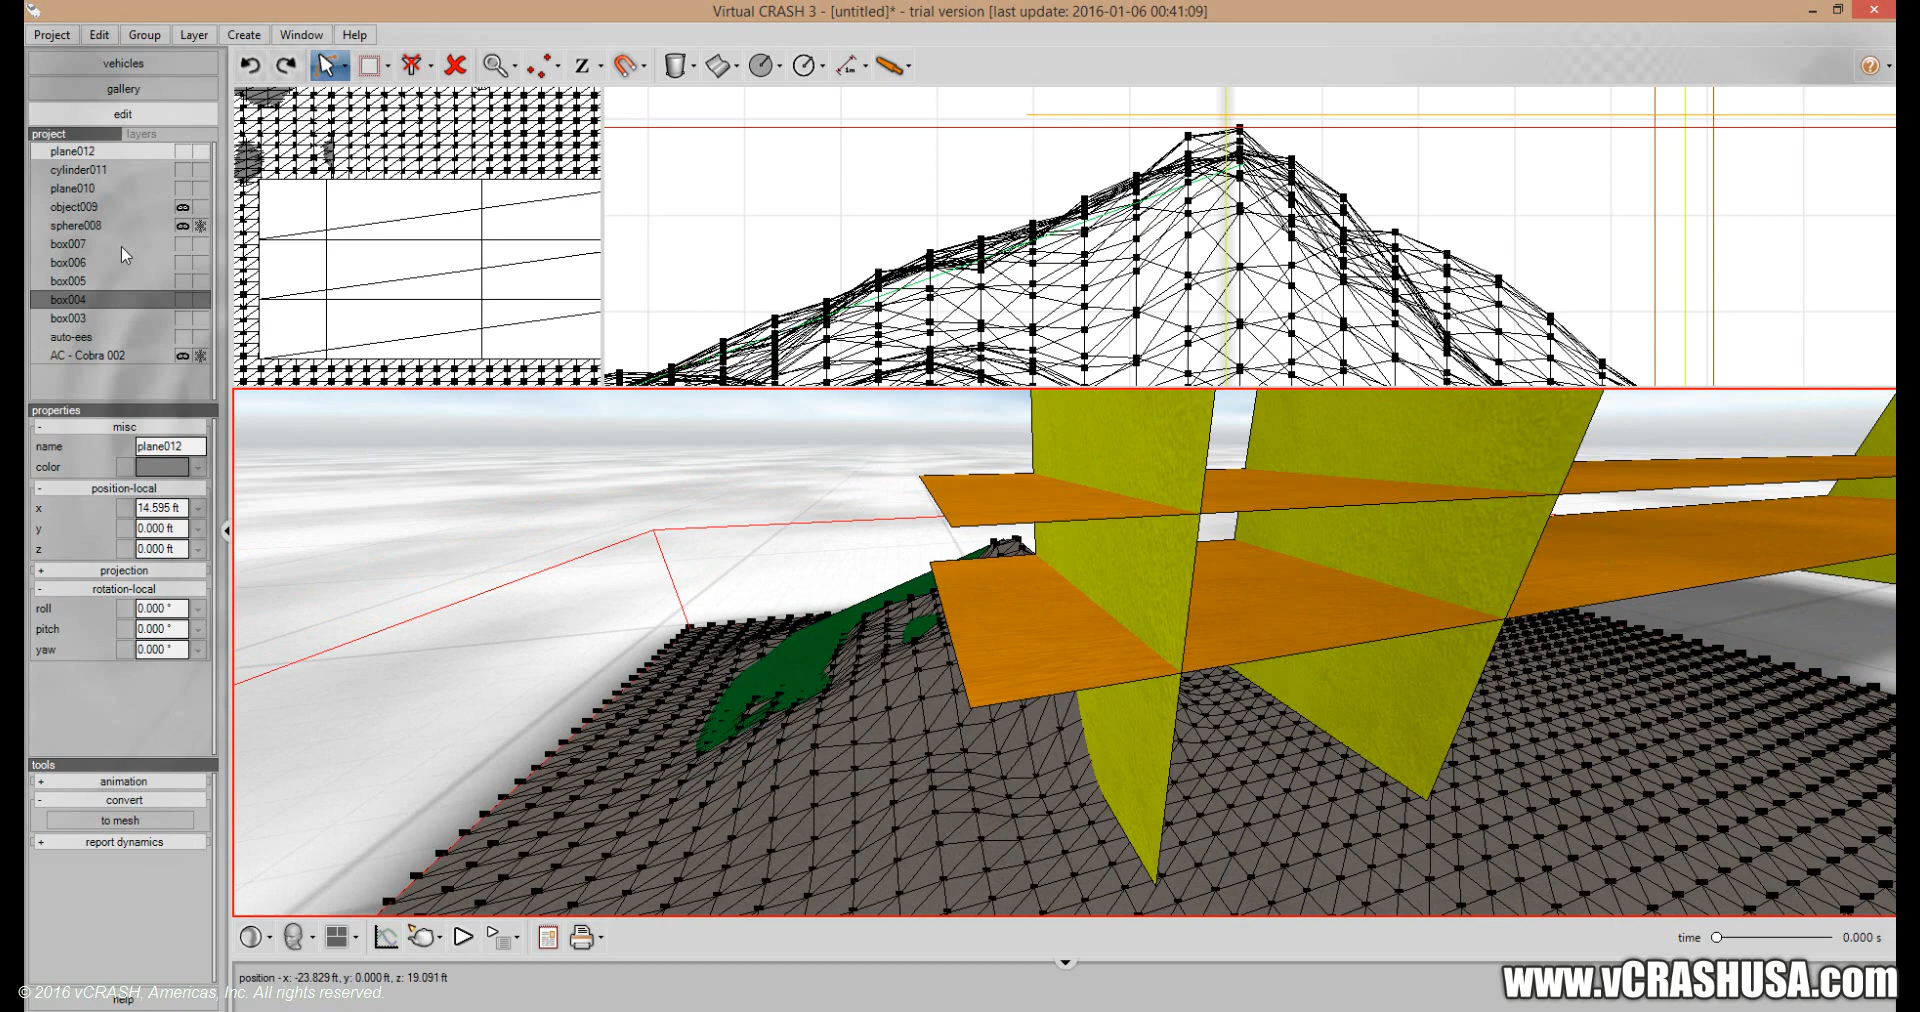 Virtual CRASH 3 - [untitled]* - trial version [last update: 2016-01-06 00:41:09]
Project Edit Group Layer Create Window Help
vehicles
gallery
edit
project layers
plane012
cylinder011
plane010
object009
sphere008
box007
box006
box005
box004
box003
auto-ees
AC - Cobra 002
properties
- misc
name plane012
color
- position-local
x 14.595 ft
y 0.000 ft
z 0.000 ft
+ projection
- rotation-local
roll 0.000 °
pitch 0.000 °
yaw 0.000 °
tools
+ animation
- convert
to mesh
+ report dynamics
help
Z
1m
?
time 0.000 s
position - x: -23.829 ft, y: 0.000 ft, z: 19.091 ft
© 2016 vCRASH, Americas, Inc. All rights reserved.
www.vCRASHUSA.com